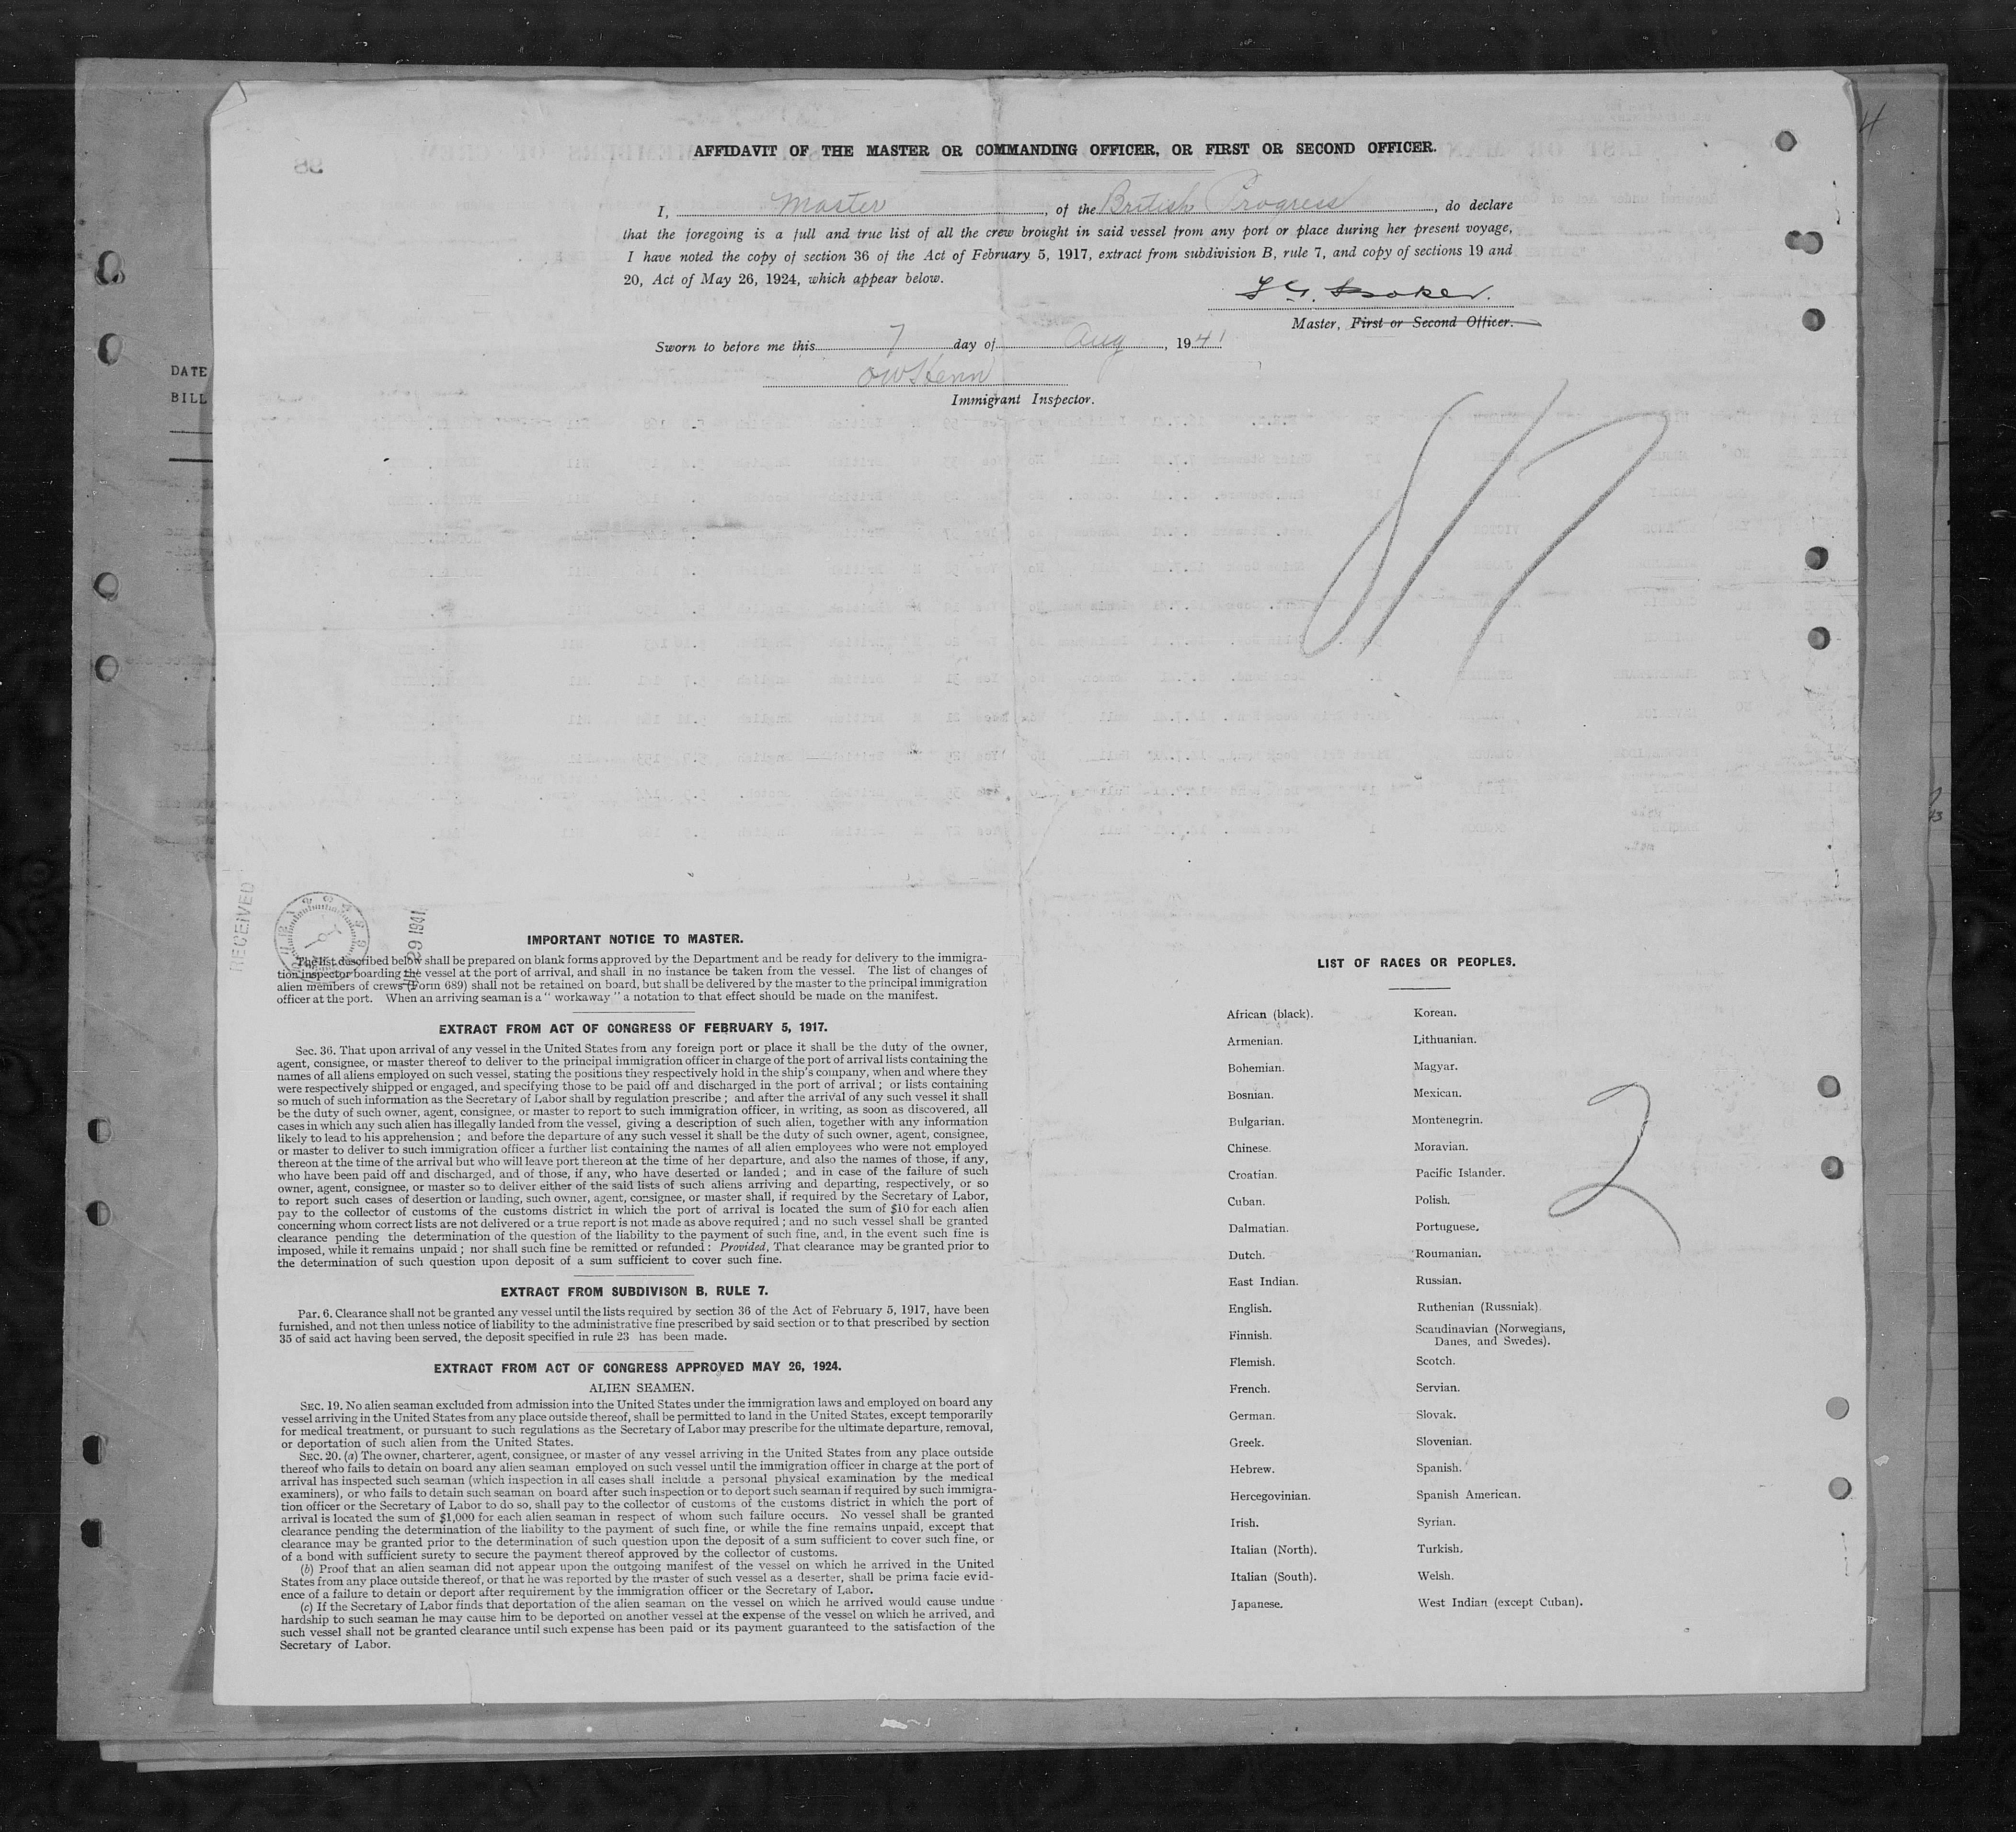 AFFIDAVIT OF THE MASTER OR COMMANDING OFFICER, OR FIRST OR SECOND OFFICER.
I, Master, of the British Progress, do declare
that the foregoing is a full and true list of all the crew brought in said vessel from any port or place during her present voyage,
I have noted the copy of section 36 of the Act of February 5, 1917, extract from subdivision B, rule 7, and copy of sections 19 and
20, Act of May 26, 1924, which appear below.
Master, First or Second Officer.
Sworn to before me this 7 day of Aug, 1941
Immigrant Inspector.
DATE
BILL
RECEIVED
29 1941
IMPORTANT NOTICE TO MASTER.
The list described below shall be prepared on blank forms approved by the Department and be ready for delivery to the immigra-
tion inspector boarding the vessel at the port of arrival, and shall in no instance be taken from the vessel. The list of changes of
alien members of crews (Form 689) shall not be retained on board, but shall be delivered by the master to the principal immigration
officer at the port. When an arriving seaman is a "workaway" a notation to that effect should be made on the manifest.
EXTRACT FROM ACT OF CONGRESS OF FEBRUARY 5, 1917.
Sec. 36. That upon arrival of any vessel in the United States from any foreign port or place it shall be the duty of the owner,
agent, consignee, or master thereof to deliver to the principal immigration officer in charge of the port of arrival lists containing the
names of all aliens employed on such vessel, stating the positions they respectively hold in the ship's company, when and where they
were respectively shipped or engaged, and specifying those to be paid off and discharged in the port of arrival; or lists containing
so much of such information as the Secretary of Labor shall by regulation prescribe; and after the arrival of any such vessel it shall
be the duty of such owner, agent, consignee, or master to report to such immigration officer, in writing, as soon as discovered, all
cases in which any such alien has illegally landed from the vessel, giving a description of such alien, together with any information
likely to lead to his apprehension; and before the departure of any such vessel it shall be the duty of such owner, agent, consignee,
or master to deliver to such immigration officer a further list containing the names of all alien employees who were not employed
thereon at the time of the arrival but who will leave port thereon at the time of her departure, and also the names of those, if any,
who have been paid off and discharged, and of those, if any, who have deserted or landed; and in case of the failure of such
owner, agent, consignee, or master so to deliver either of the said lists of such aliens arriving and departing, respectively, or so
to report such cases of desertion or landing, such owner, agent, consignee, or master shall, if required by the Secretary of Labor,
pay to the collector of customs of the customs district in which the port of arrival is located the sum of $10 for each alien
concerning whom correct lists are not delivered or a true report is not made as above required; and no such vessel shall be granted
clearance pending the determination of the question of the liability to the payment of such fine, and, in the event such fine is
imposed, while it remains unpaid; nor shall such fine be remitted or refunded: Provided, That clearance may be granted prior to
the determination of such question upon deposit of a sum sufficient to cover such fine.
EXTRACT FROM SUBDIVISON B, RULE 7.
Par. 6. Clearance shall not be granted any vessel until the lists required by section 36 of the Act of February 5, 1917, have been
furnished, and not then unless notice of liability to the administrative fine prescribed by said section or to that prescribed by section
35 of said act having been served, the deposit specified in rule 23 has been made.
EXTRACT FROM ACT OF CONGRESS APPROVED MAY 26, 1924.
ALIEN SEAMEN.
SEC. 19. No alien seaman excluded from admission into the United States under the immigration laws and employed on board any
vessel arriving in the United States from any place outside thereof, shall be permitted to land in the United States, except temporarily
for medical treatment, or pursuant to such regulations as the Secretary of Labor may prescribe for the ultimate departure, removal,
or deportation of such alien from the United States.
SEC. 20. (a) The owner, charterer, agent, consignee, or master of any vessel arriving in the United States from any place outside
thereof who fails to detain on board any alien seaman employed on such vessel until the immigration officer in charge at the port of
arrival has inspected such seaman (which inspection in all cases shall include a personal physical examination by the medical
examiners), or who fails to detain such seaman on board after such inspection or to deport such seaman if required by such immigra-
tion officer or the Secretary of Labor to do so, shall pay to the collector of customs of the customs district in which the port of
arrival is located the sum of $1,000 for each alien seaman in respect of whom such failure occurs. No vessel shall be granted
clearance pending the determination of the liability to the payment of such fine, or while the fine remains unpaid, except that
clearance may be granted prior to the determination of such question upon the deposit of a sum sufficient to cover such fine, or
of a bond with sufficient surety to secure the payment thereof approved by the collector of customs.
(b) Proof that an alien seaman did not appear upon the outgoing manifest of the vessel on which he arrived in the United
States from any place outside thereof, or that he was reported by the master of such vessel as a deserter, shall be prima facie evid-
ence of a failure to detain or deport after requirement by the immigration officer or the Secretary of Labor.
(c) If the Secretary of Labor finds that deportation of the alien seaman on the vessel on which he arrived would cause undue
hardship to such seaman he may cause him to be deported on another vessel at the expense of the vessel on which he arrived, and
such vessel shall not be granted clearance until such expense has been paid or its payment guaranteed to the satisfaction of the
Secretary of Labor.
LIST OF RACES OR PEOPLES.
African (black).
Armenian.
Bohemian.
Bosnian.
Bulgarian.
Chinese.
Croatian.
Cuban.
Dalmatian.
Dutch.
East Indian.
English.
Finnish.
Flemish.
French.
German.
Greek.
Hebrew.
Hercegovinian.
Irish.
Italian (North).
Italian (South).
Japanese.
Korean.
Lithuanian.
Magyar.
Mexican.
Montenegrin.
Moravian.
Pacific Islander.
Polish.
Portuguese.
Roumanian.
Russian.
Ruthenian (Russniak).
Scandinavian (Norwegians,
Danes, and Swedes).
Scotch.
Servian.
Slovak.
Slovenian.
Spanish.
Spanish American.
Syrian.
Turkish.
Welsh.
West Indian (except Cuban).
2